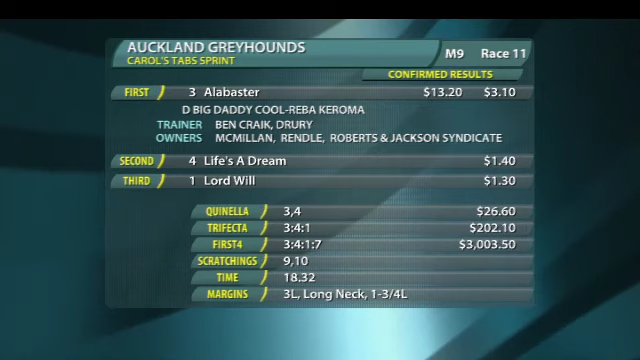 AUCKLAND GREYHOUNDS
CAROL'S TABS SPRINT
M9 Race 11
CONFIRMED RESULTS
FIRST 3 Alabaster $13.20 $3.10
D BIG DADDY COOL-REBA KEROMA
TRAINER BEN CRAIK, DRURY
OWNERS MCMILLAN, RENDLE, ROBERTS & JACKSON SYNDICATE
SECOND 4 Life's A Dream $1.40
THIRD 1 Lord Will $1.30
QUINELLA 3,4 $26.60
TRIFECTA 3:4:1 $202.10
FIRST4 3:4:1:7 $3,003.50
SCRATCHINGS 9,10
TIME 18.32
MARGINS 3L, Long Neck, 1-3/4L